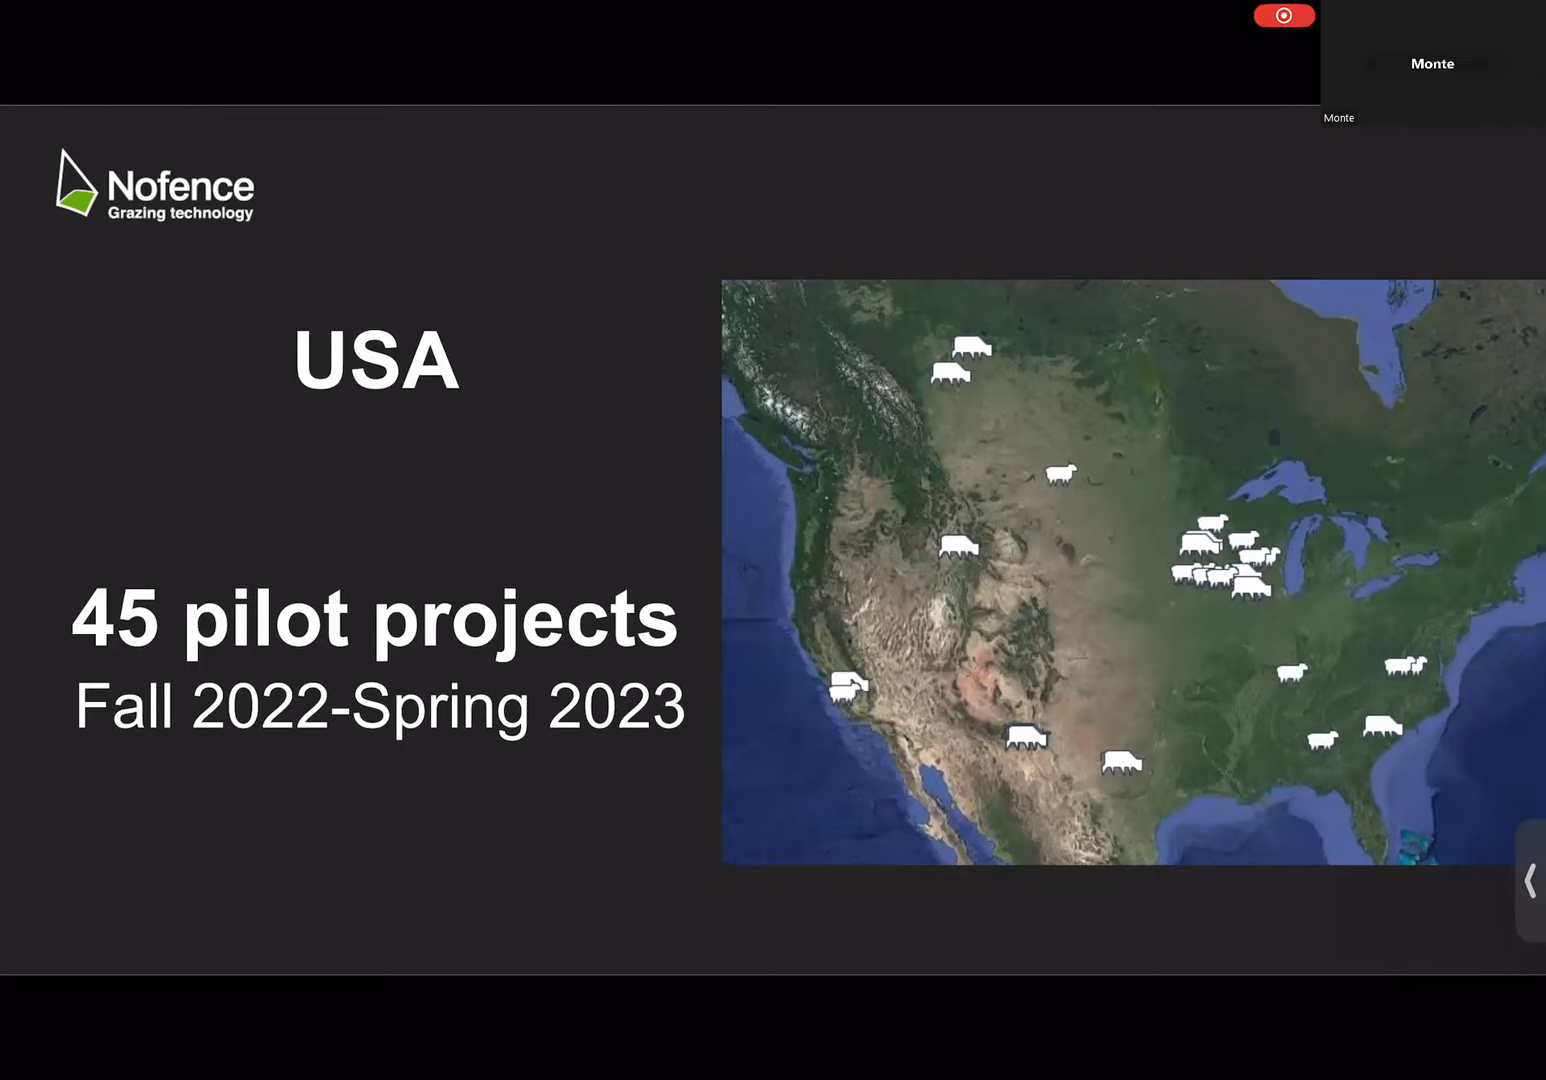 Monte
Monte
Nofence
Grazing technology
USA
45 pilot projects
Fall 2022-Spring 2023